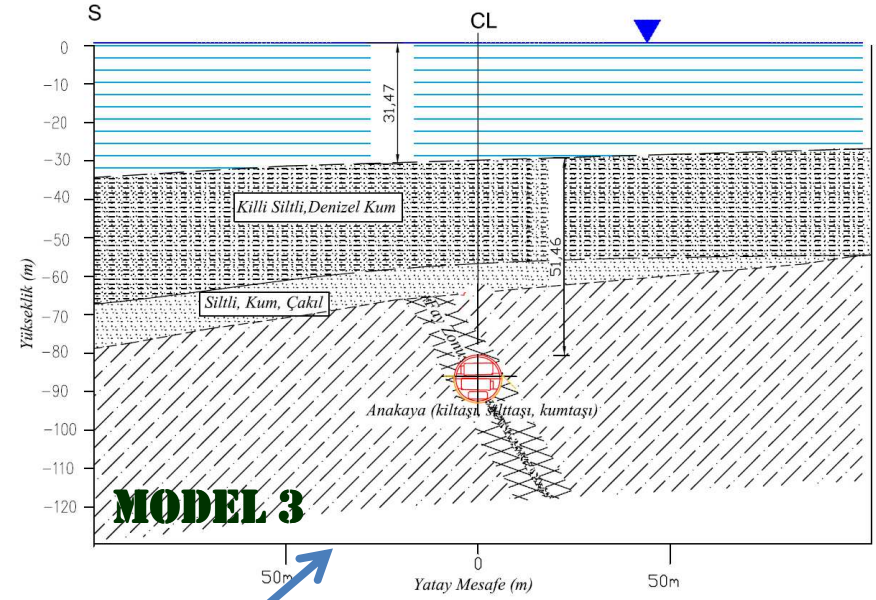 S
CL
0
-10
-20
-30
-40
-50
-60
-70
-80
-90
-100
-110
-120
Yükseklik (m)
31,47
51,46
Killi Siltli,Denizel Kum
Siltli, Kum, Çakıl
Anakaya (kiltaşı, silttaşı, kumtaşı)
MODEL 3
50m
0
50m
Yatay Mesafe (m)